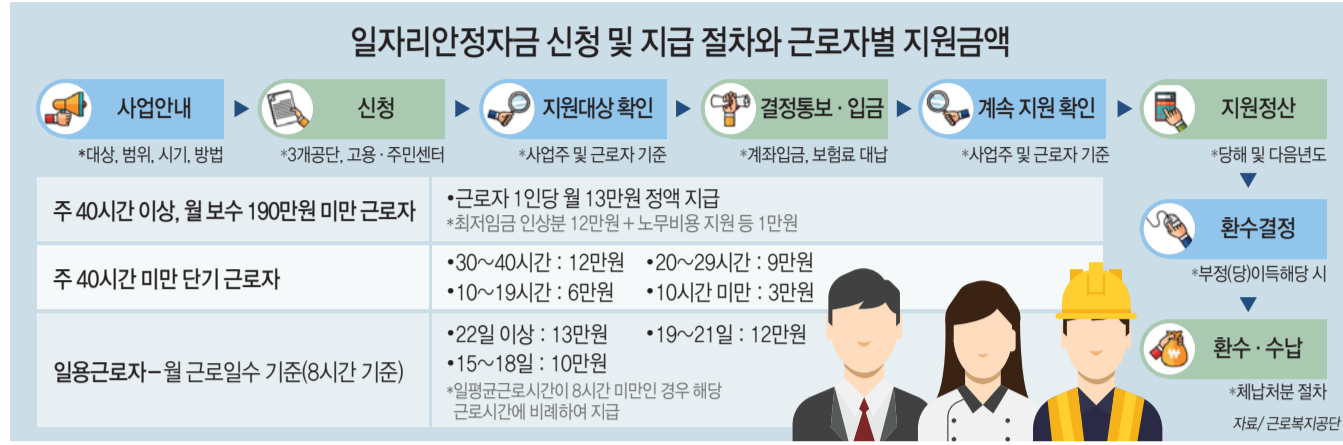 일자리안정자금 신청 및 지급 절차와 근로자별 지원금액
사업안내
*대상, 범위, 시기, 방법
신청
*3개공단, 고용·주민센터
지원대상 확인
*사업주 및 근로자 기준
결정통보·입금
*계좌입금, 보험료 대납
계속 지원 확인
*사업주 및 근로자 기준
지원정산
*당해 및 다음년도
환수결정
*부정(당)이득해당 시
환수·수납
*체납처분 절차
주 40시간 이상, 월 보수 190만원 미만 근로자
•근로자 1인당 월 13만원 정액 지급
*최저임금 인상분 12만원+노무비용 지원 등 1만원
주 40시간 미만 단기 근로자
•30~40시간 : 12만원 •20~29시간 : 9만원
•10~19시간 : 6만원 •10시간 미만 : 3만원
일용근로자-월 근로일수 기준(8시간 기준)
•22일 이상 : 13만원 •19~21일 : 12만원
•15~18일 : 10만원
*일평균근로시간이 8시간 미만인 경우 해당
근로시간에 비례하여 지급
자료/ 근로복지공단